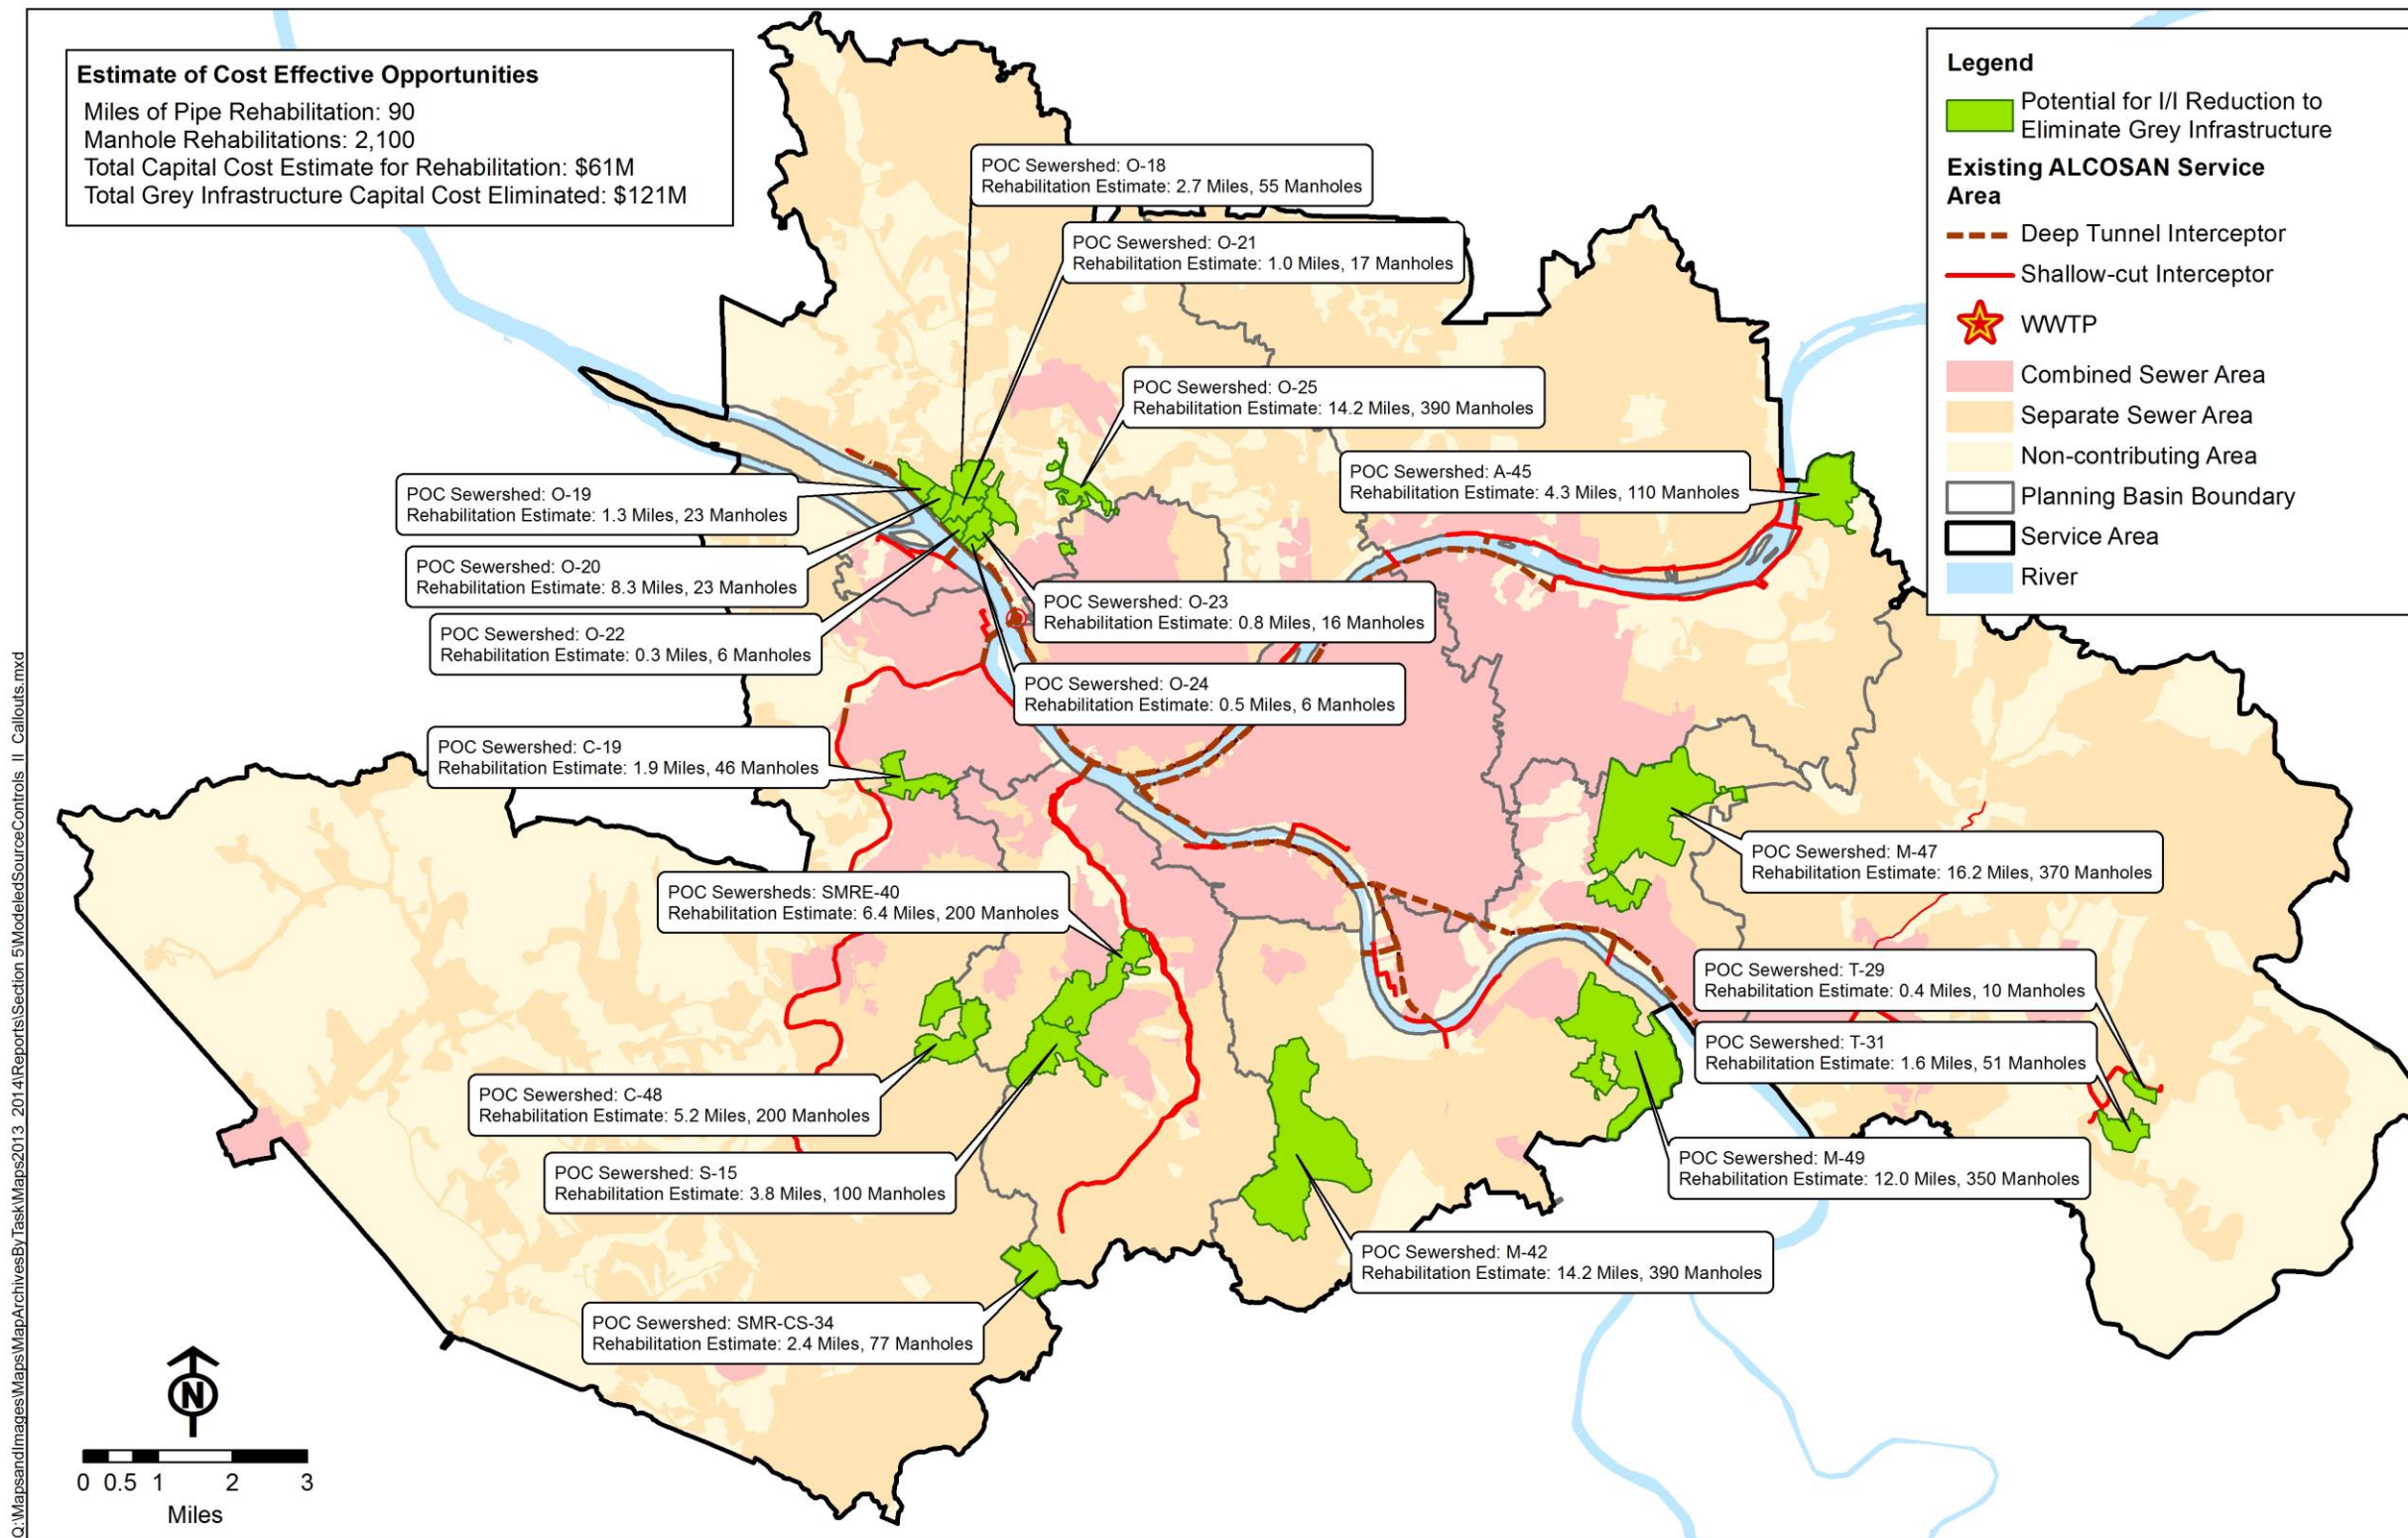 Estimate of Cost Effective Opportunities
Miles of Pipe Rehabilitation: 90
Manhole Rehabilitations: 2,100
Total Capital Cost Estimate for Rehabilitation: $61M
Total Grey Infrastructure Capital Cost Eliminated: $121M
Legend
Potential for I/I Reduction to
Eliminate Grey Infrastructure
Existing ALCOSAN Service
Area
Deep Tunnel Interceptor
Shallow-cut Interceptor
WWTP
Combined Sewer Area
Separate Sewer Area
Non-contributing Area
Planning Basin Boundary
Service Area
River
POC Sewershed: O-18
Rehabilitation Estimate: 2.7 Miles, 55 Manholes
POC Sewershed: O-21
Rehabilitation Estimate: 1.0 Miles, 17 Manholes
POC Sewershed: O-25
Rehabilitation Estimate: 14.2 Miles, 390 Manholes
POC Sewershed: A-45
Rehabilitation Estimate: 4.3 Miles, 110 Manholes
POC Sewershed: O-19
Rehabilitation Estimate: 1.3 Miles, 23 Manholes
POC Sewershed: O-20
Rehabilitation Estimate: 8.3 Miles, 23 Manholes
POC Sewershed: O-23
Rehabilitation Estimate: 0.8 Miles, 16 Manholes
POC Sewershed: O-22
Rehabilitation Estimate: 0.3 Miles, 6 Manholes
POC Sewershed: O-24
Rehabilitation Estimate: 0.5 Miles, 6 Manholes
POC Sewershed: C-19
Rehabilitation Estimate: 1.9 Miles, 46 Manholes
POC Sewershed: M-47
Rehabilitation Estimate: 16.2 Miles, 370 Manholes
POC Sewersheds: SMRE-40
Rehabilitation Estimate: 6.4 Miles, 200 Manholes
POC Sewershed: T-29
Rehabilitation Estimate: 0.4 Miles, 10 Manholes
POC Sewershed: T-31
Rehabilitation Estimate: 1.6 Miles, 51 Manholes
POC Sewershed: C-48
Rehabilitation Estimate: 5.2 Miles, 200 Manholes
POC Sewershed: M-49
Rehabilitation Estimate: 12.0 Miles, 350 Manholes
POC Sewershed: S-15
Rehabilitation Estimate: 3.8 Miles, 100 Manholes
POC Sewershed: M-42
Rehabilitation Estimate: 14.2 Miles, 390 Manholes
POC Sewershed: SMR-CS-34
Rehabilitation Estimate: 2.4 Miles, 77 Manholes
N
0 0.5 1 2 3
Miles
Q:\MapsandImages\Maps\MapArchivesByTask\Maps2013_2014\Reports\Section 5\ModeledSourceControls_II_Callouts.mxd